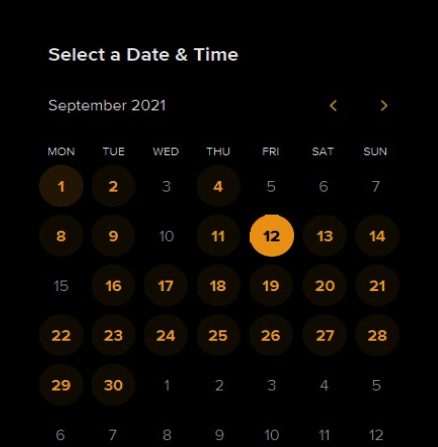 Select a Date & Time
September 2021
MON TUE WED THU FRI SAT SUN
1 2 3 4 5 6 7
8 9 10 11 12 13 14
15 16 17 18 19 20 21
22 23 24 25 26 27 28
29 30 1 2 3 4 5
6 7 8 9 10 11 12